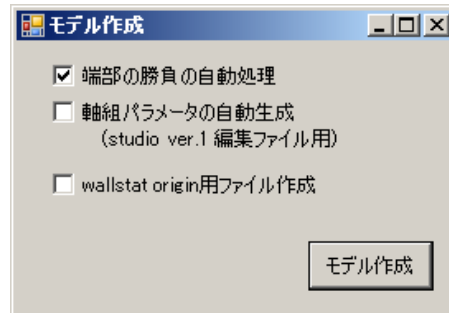 モデル作成
端部の勝負の自動処理
軸組パラメータの自動生成
(studio ver.1 編集ファイル用)
wallstat origin用ファイル作成
モデル作成